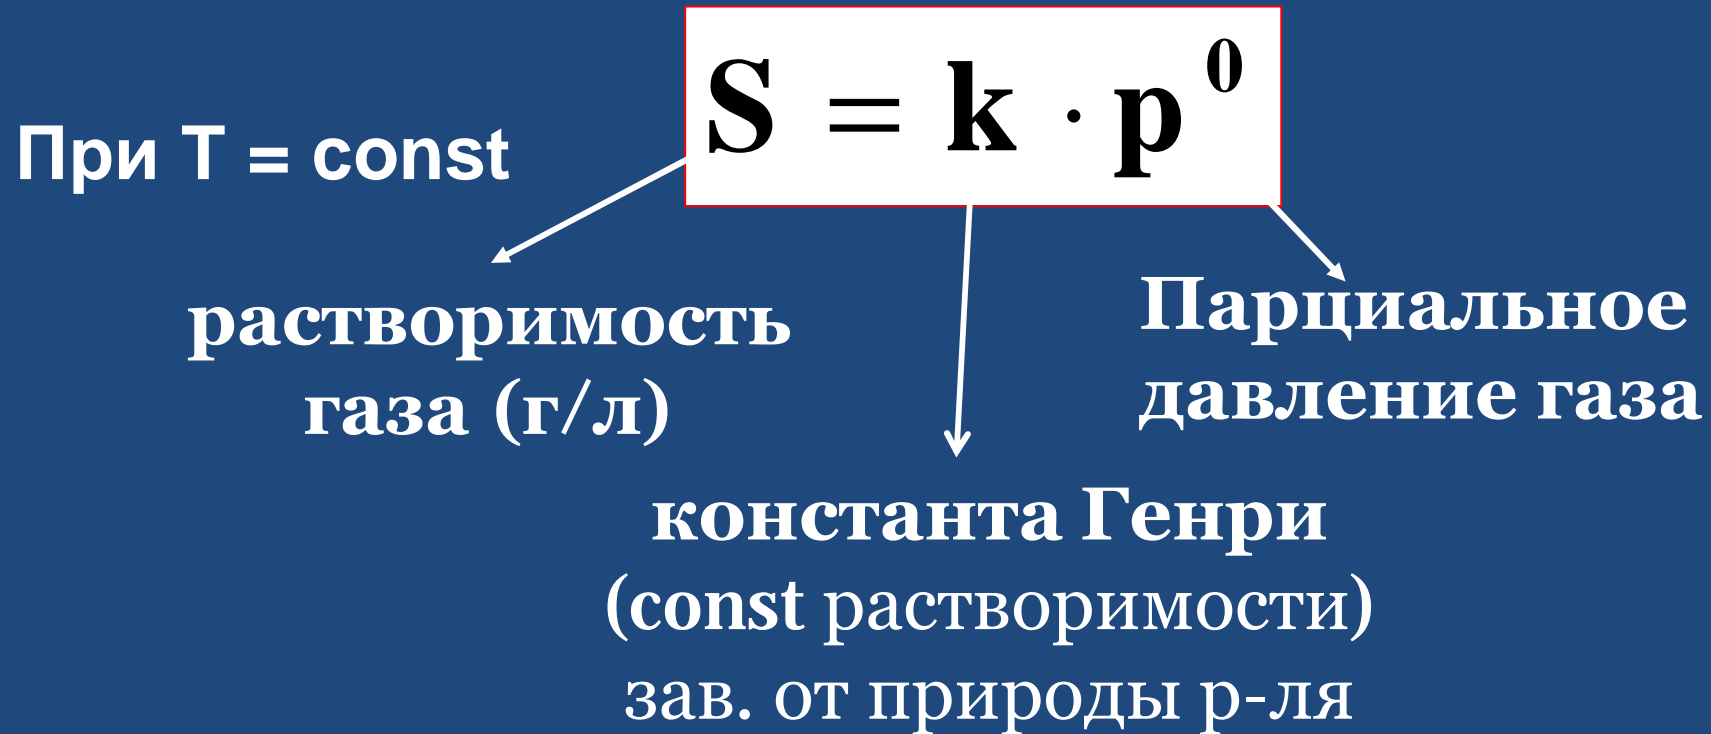 S = k · p⁰
При T = const
растворимость
газа (г/л)
Парциальное
давление газа
константа Генри
(const растворимости)
зав. от природы р-ля